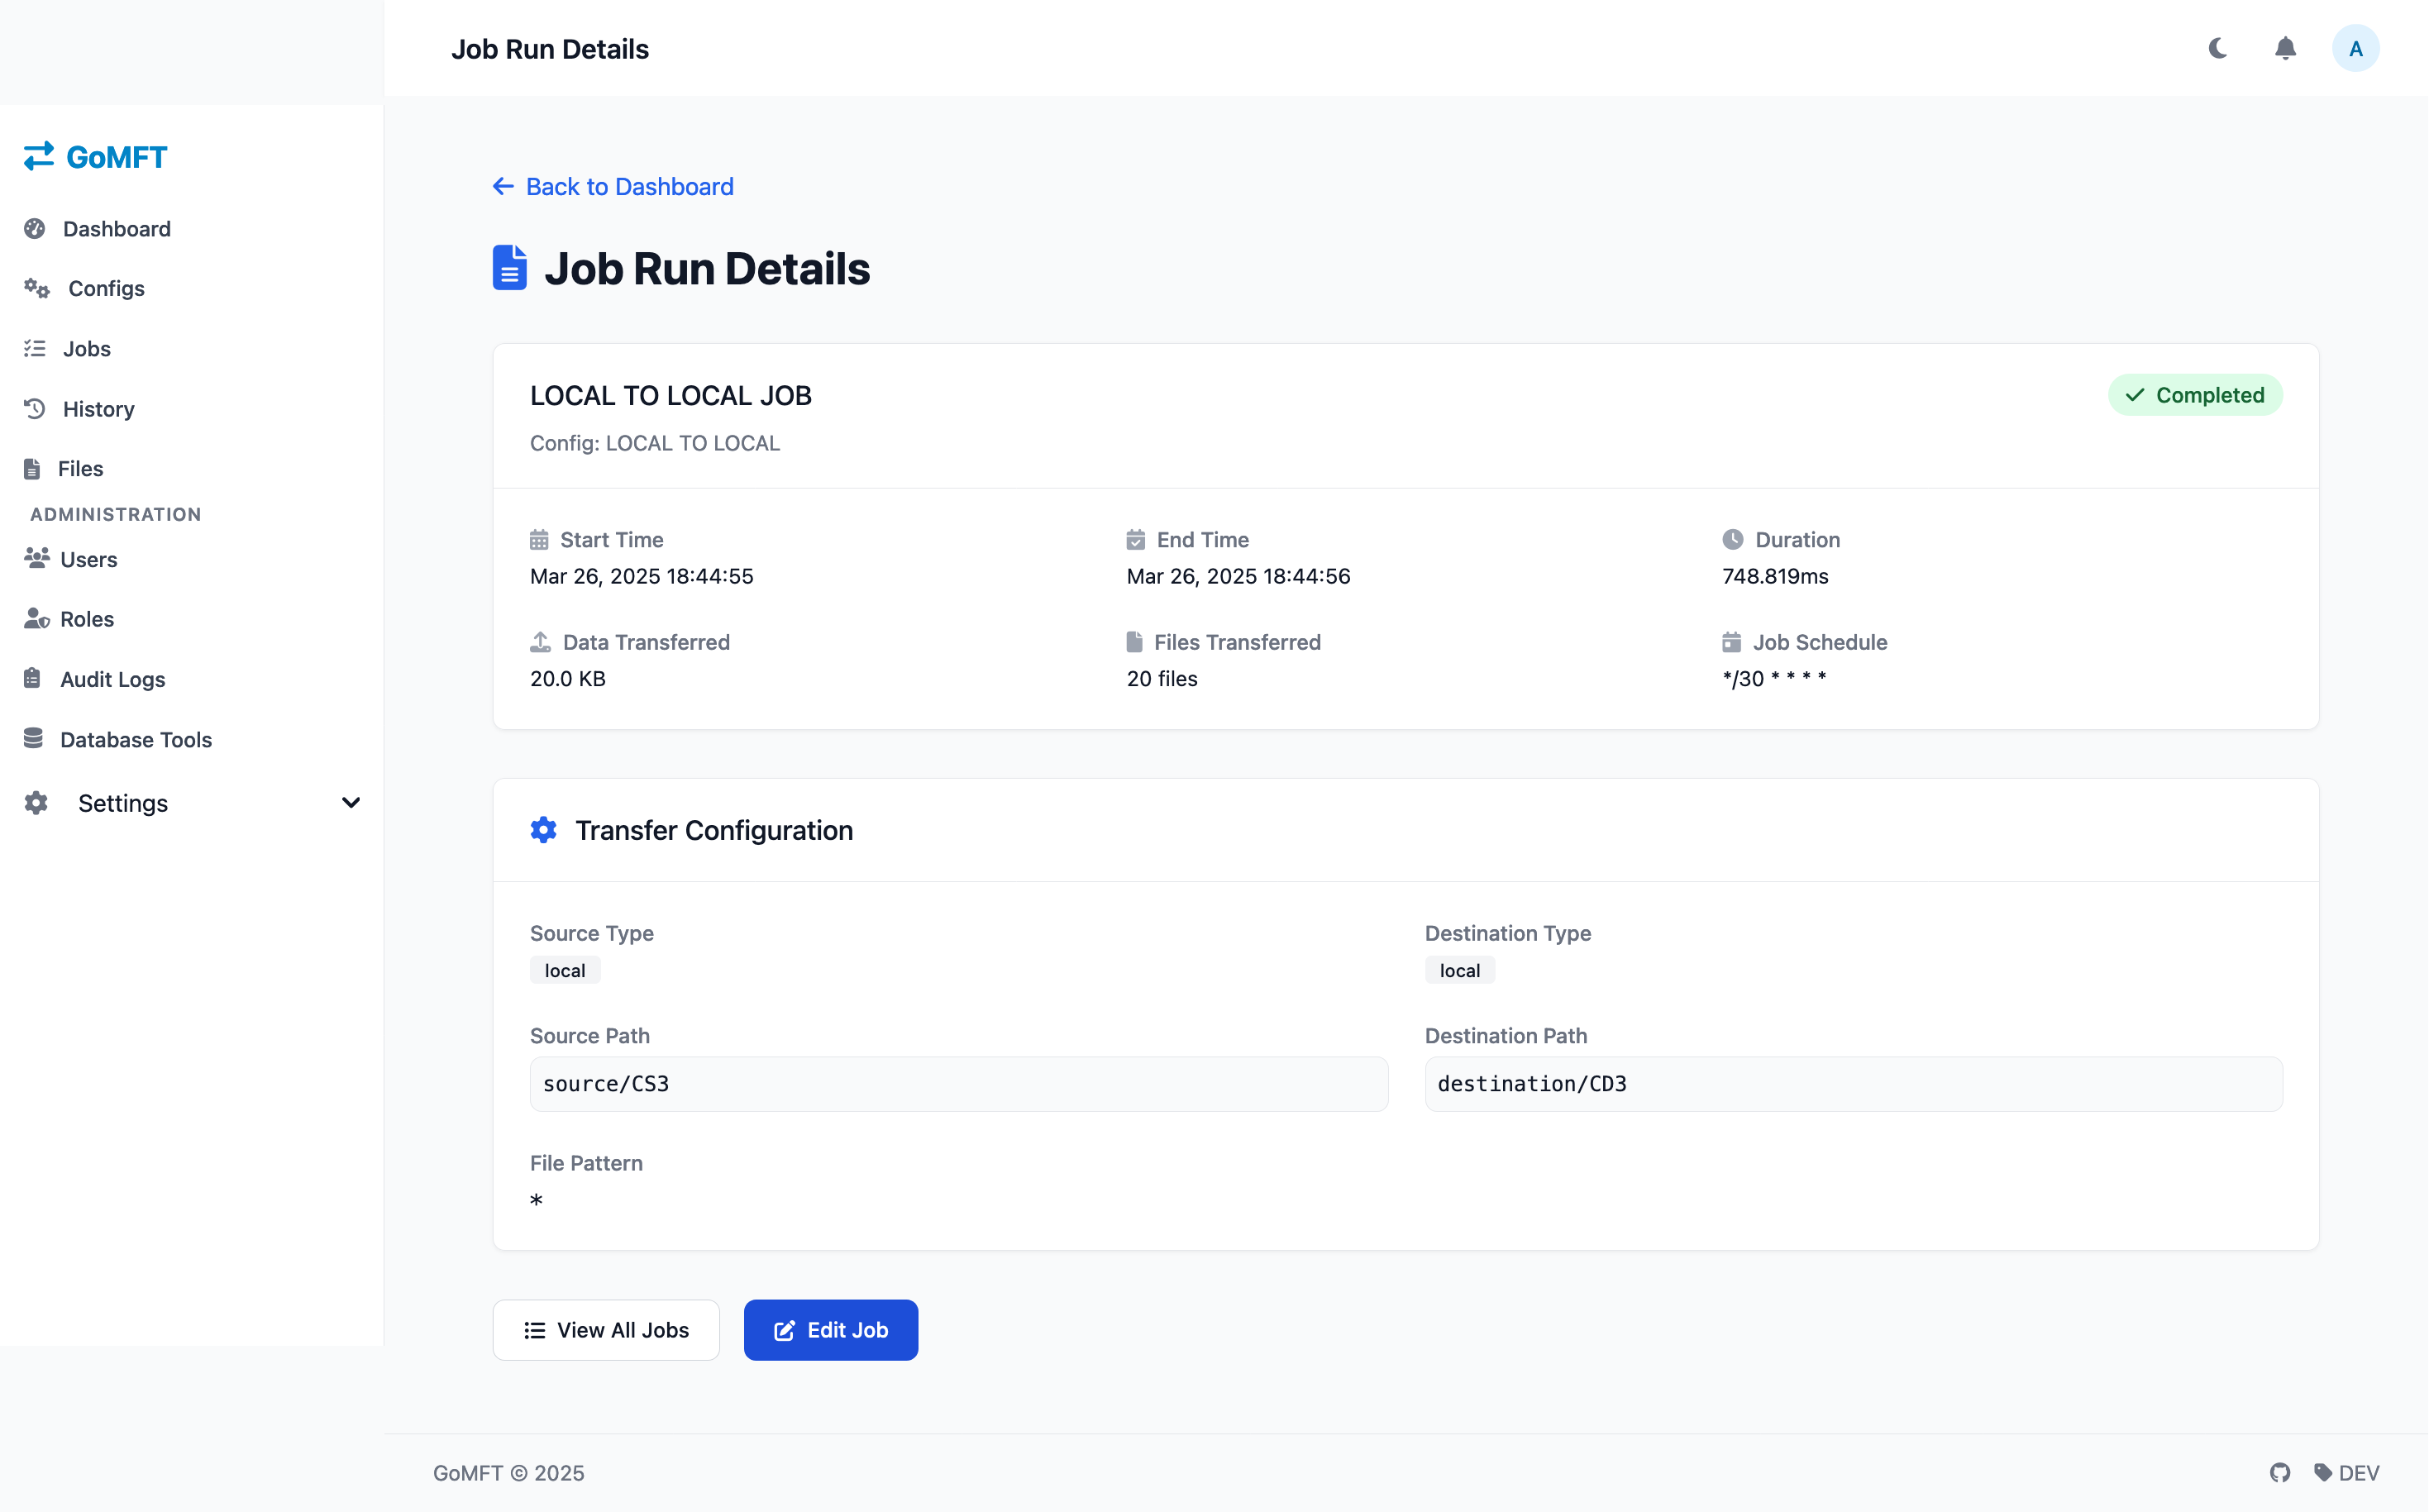 Job Run Details
A
GoMFT
Dashboard
Configs
Jobs
History
Files
ADMINISTRATION
Users
Roles
Audit Logs
Database Tools
Settings
Back to Dashboard
Job Run Details
LOCAL TO LOCAL JOB
Completed
Config: LOCAL TO LOCAL
Start Time
Mar 26, 2025 18:44:55
End Time
Mar 26, 2025 18:44:56
Duration
748.819ms
Data Transferred
20.0 KB
Files Transferred
20 files
Job Schedule
*/30 * * * *
Transfer Configuration
Source Type
local
Destination Type
local
Source Path
source/CS3
Destination Path
destination/CD3
File Pattern
*
View All Jobs
Edit Job
GoMFT © 2025
DEV